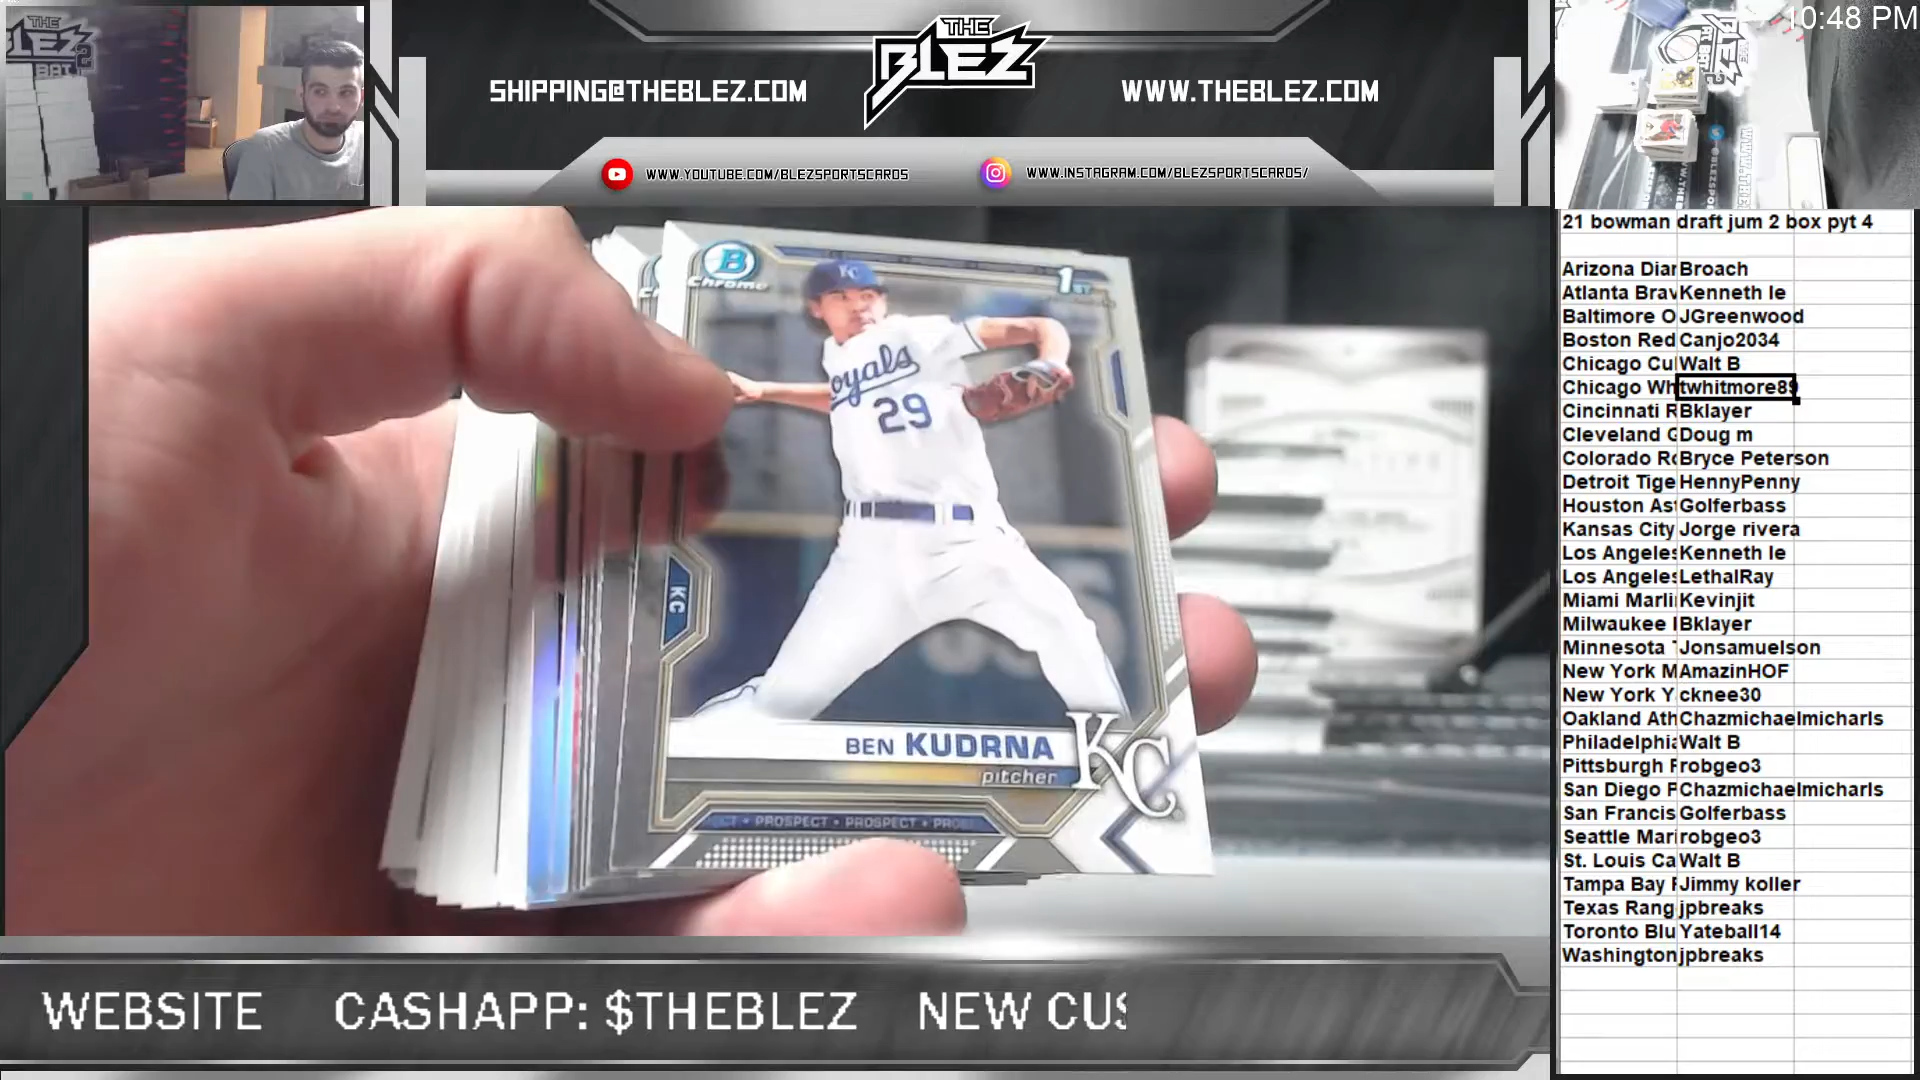 THE
BLEZ
SHIPPING@THEBLEZ.COM
WWW.THEBLEZ.COM
WWW.YOUTUBE.COM/BLEZSPORTSCARDS
WWW.INSTAGRAM.COM/BLEZSPORTSCARDS/
10:48 PM
B
Chrome
1ST
KC
Royals
29
KC
BEN KUDRNA
pitcher
KC
PROSPECT • PROSPECT
WEBSITE CASHAPP: $THEBLEZ NEW CUS
21 bowman draft jum 2 box pyt 4
Arizona Diar Broach
Atlanta Brav Kenneth le
Baltimore O JGreenwood
Boston Red Canjo2034
Chicago Cu Walt B
Chicago Wh twhitmore89
Cincinnati R Bklayer
Cleveland G Doug m
Colorado Ro Bryce Peterson
Detroit Tige HennyPenny
Houston Ast Golferbass
Kansas City Jorge rivera
Los Angeles Kenneth le
Los Angeles LethalRay
Miami Marli Kevinjit
Milwaukee Bklayer
Minnesota Jonsamuelson
New York M AmazinHOF
New York Y cknee30
Oakland Ath Chazmichaelmicharls
Philadelphia Walt B
Pittsburgh P robgeo3
San Diego P Chazmichaelmicharls
San Francis Golferbass
Seattle Mari robgeo3
St. Louis Ca Walt B
Tampa Bay Jimmy koller
Texas Rang jpbreaks
Toronto Blu Yateball14
Washington jpbreaks